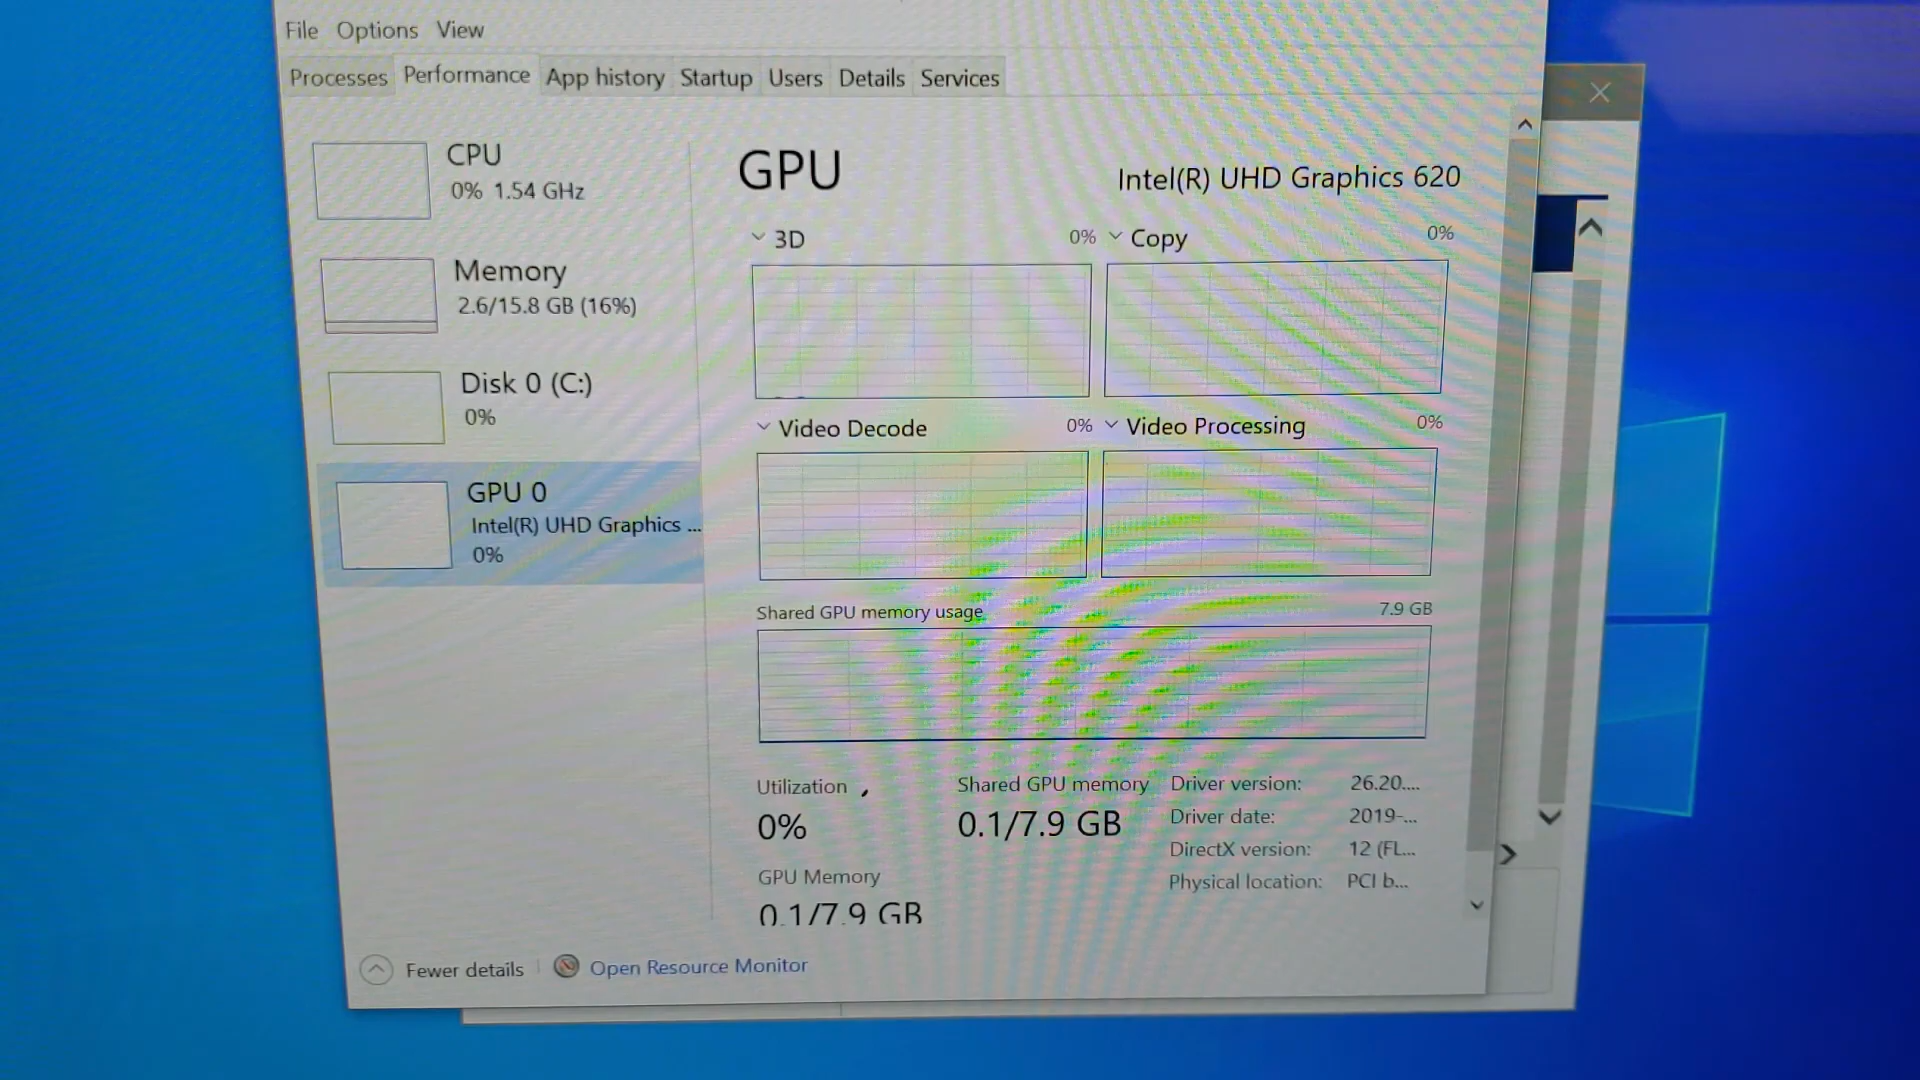 File Options View
Processes Performance App history Startup Users Details Services
CPU
0% 1.54 GHz
Memory
2.6/15.8 GB (16%)
Disk 0 (C:)
0%
GPU 0
Intel(R) UHD Graphics ...
0%
GPU
Intel(R) UHD Graphics 620
3D 0%
Copy 0%
Video Decode 0%
Video Processing 0%
Shared GPU memory usage 7.9 GB
Utilization
0%
Shared GPU memory
0.1/7.9 GB
GPU Memory
0.1/7.9 GB
Driver version: 26.20....
Driver date: 2019-...
DirectX version: 12 (FL...
Physical location: PCI b...
Fewer details
Open Resource Monitor